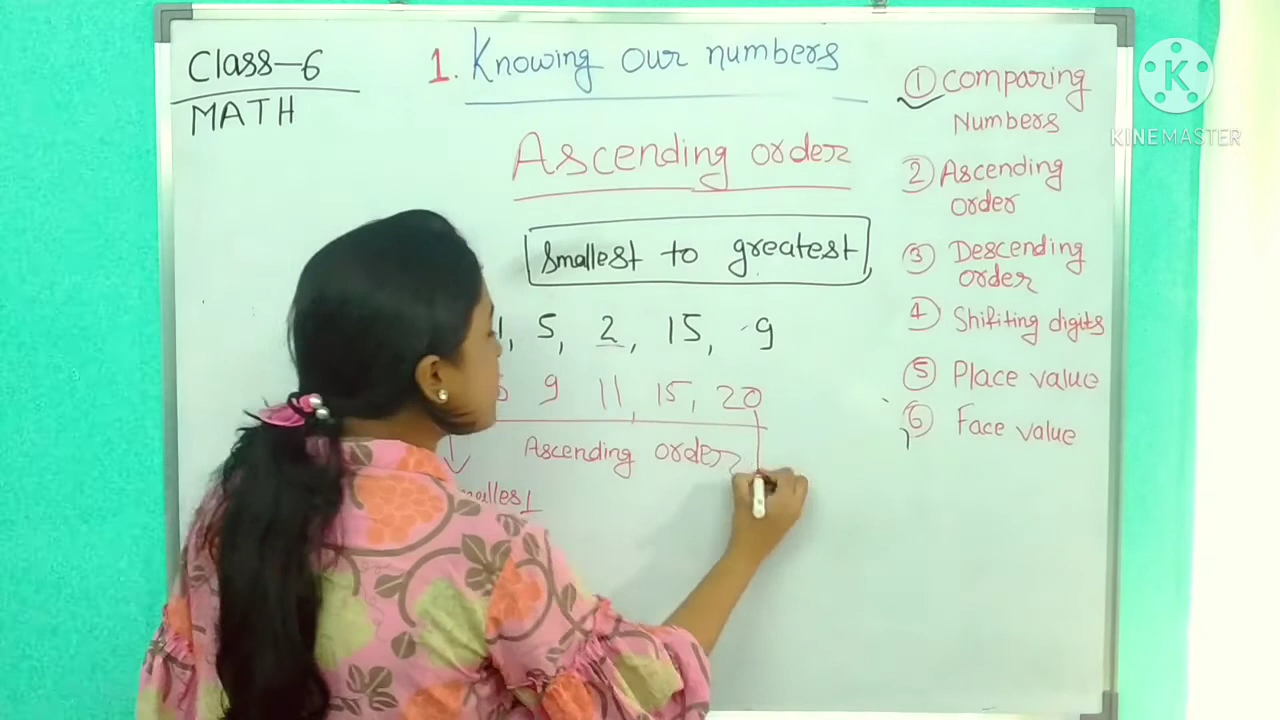 Class-6
MATH
1. Knowing our numbers
Ascending order
Smallest to greatest
5, 2, 15, 9
9 11, 15, 20
Ascending order
① Comparing
Numbers
② Ascending
order
③ Descending
order
④ Shifiting digits
⑤ Place value
⑥ Face value
K
KINEMASTER